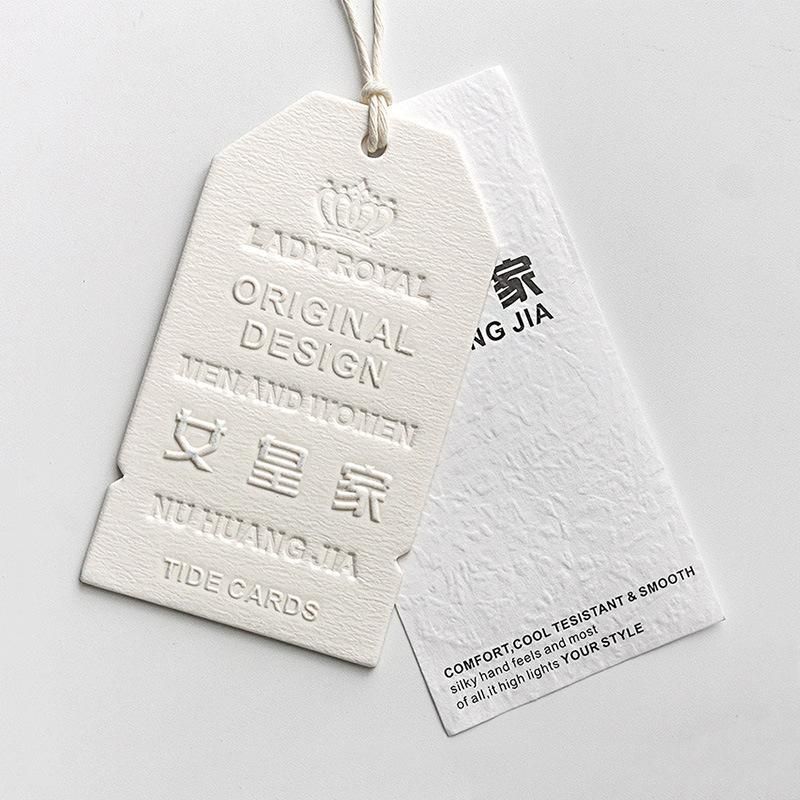 LADY ROYAL
ORIGINAL
DESIGN
MEN AND WOMEN
女皇家
NU HUANG JIA
TIDE CARDS
家
NG JIA
COMFORT,COOL TESISTANT & SMOOTH
silky hand feels and most
of all,it high lights YOUR STYLE